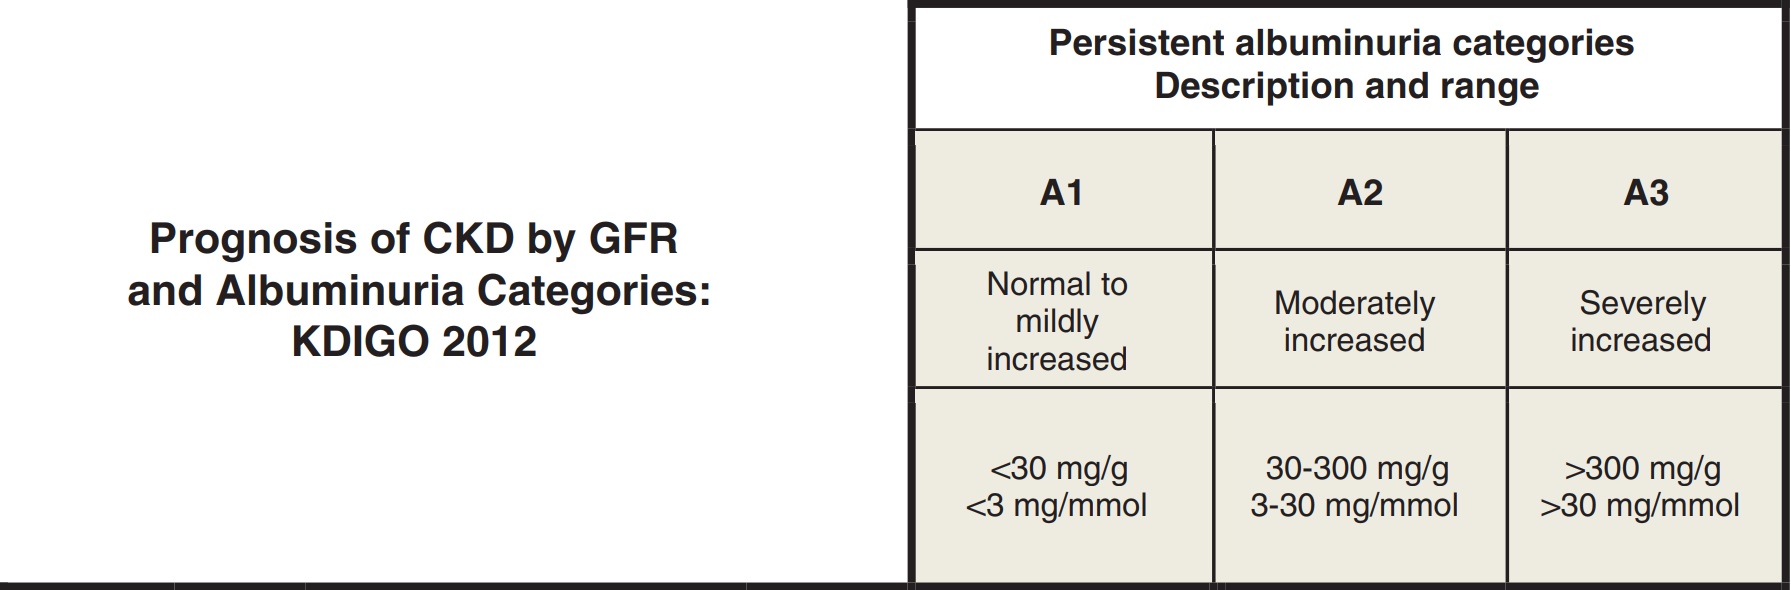 Prognosis of CKD by GFR
and Albuminuria Categories:
KDIGO 2012
Persistent albuminuria categories
Description and range
A1
A2
A3
Normal to
mildly
increased
Moderately
increased
Severely
increased
<30 mg/g
<3 mg/mmol
30-300 mg/g
3-30 mg/mmol
>300 mg/g
>30 mg/mmol